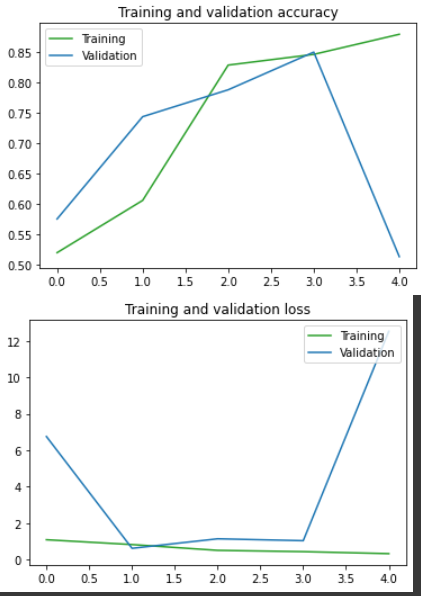 Training and validation accuracy
Training
Validation
0.85
0.80
0.75
0.70
0.65
0.60
0.55
0.50
0.0 0.5 1.0 1.5 2.0 2.5 3.0 3.5 4.0
Training and validation loss
Training
Validation
12
10
8
6
4
2
0
0.0 0.5 1.0 1.5 2.0 2.5 3.0 3.5 4.0